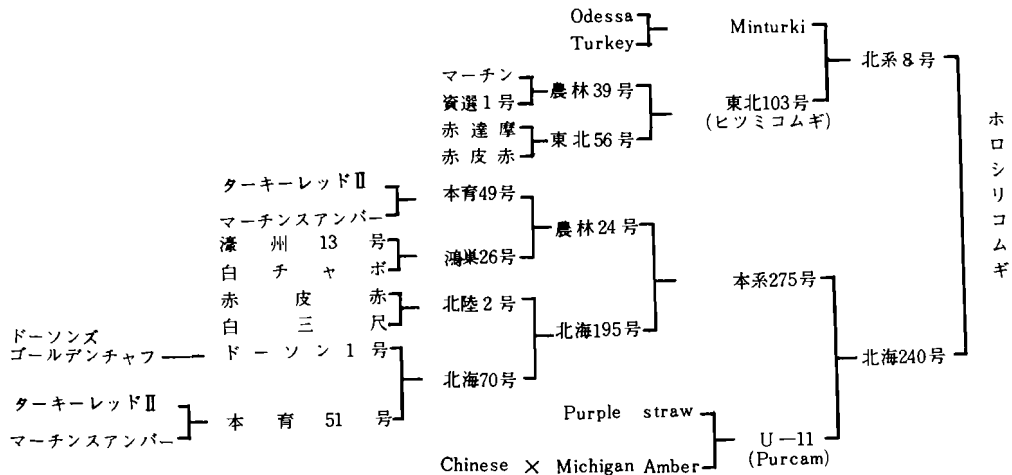 Odessa
Turkey
Minturki
北系8号
マーチン
資選1号
農林39号
東北103号
(ヒツミコムギ)
赤達摩
赤皮赤
東北56号
ホロシリコムギ
ターキーレッドⅡ
マーチンスアンバー
本育49号
濠州13号
白チャボ
鴻巣26号
農林24号
赤皮赤
白三尺
北陸2号
本系275号
北海195号
ドーソンズ
ゴールデンチャフ
ドーソン1号
北海70号
北海240号
ターキーレッドⅡ
マーチンスアンバー
本育51号
Purple straw
Chinese × Michigan Amber
U-11
(Purcam)